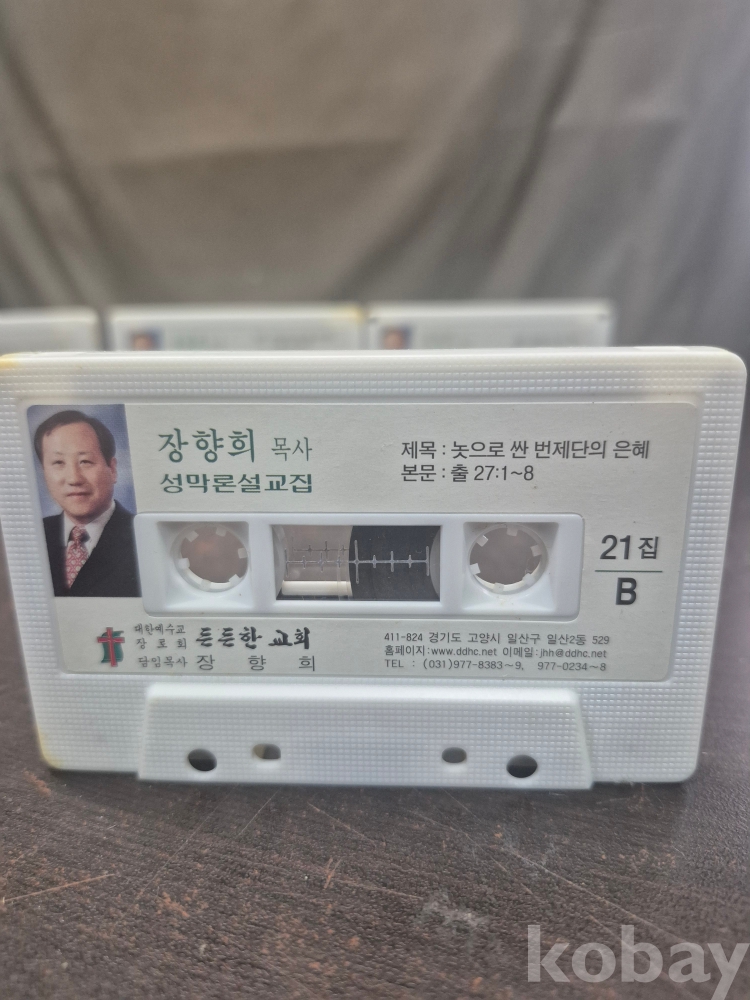 장향희 목사
성막론설교집
제목 : 놋으로 싼 번제단의 은혜
본문 : 출 27:1~8
21집
B
대한예수교
장로회 든든한 교회
담임목사 장 향 희
411-824 경기도 고양시 일산구 일산2동 529
홈페이지:www.ddhc.net 이메일:jhh@ddhc.net
TEL : (031)977-8383~9, 977-0234~8
kobay